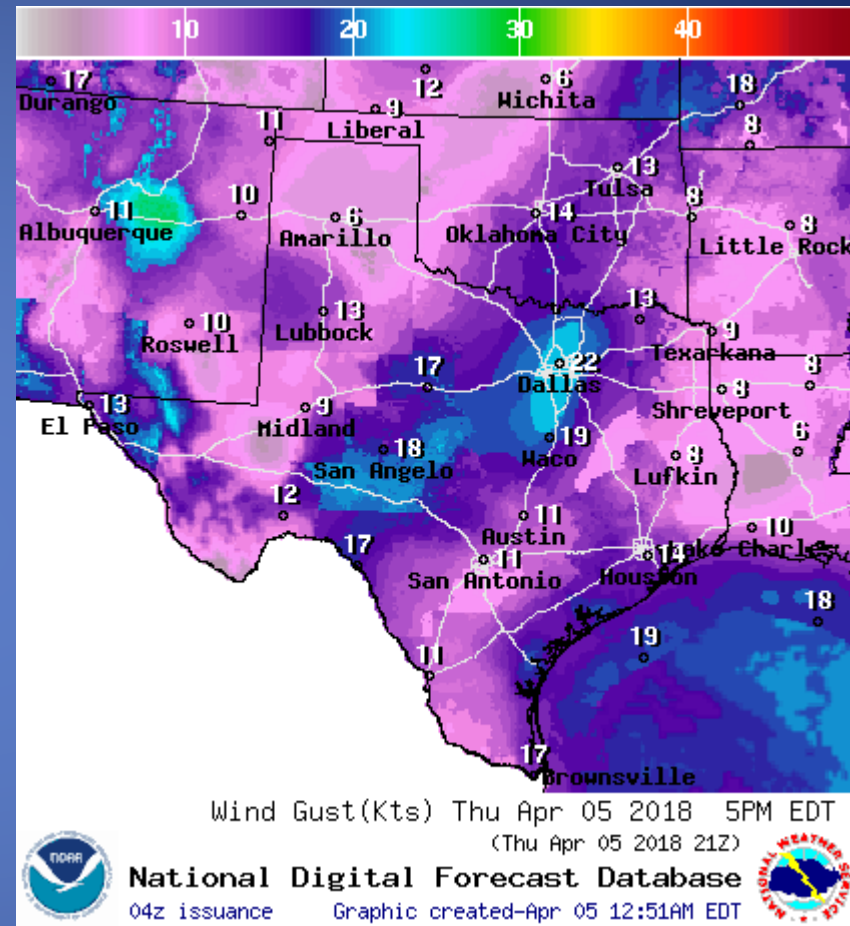 10 20 30 40
17
Durango
12
6
Wichita
18
9
Liberal
11
8
13
Tulsa
11
Albuquerque
10
6
Amarillo
14
Oklahoma City
8
8
Little Rock
10
Roswell
13
Lubbock
13
9
Texarkana
17
22
Dallas
8
Shreveport
8
13
El Paso
9
Midland
18
San Angelo
19
Waco
8
Lufkin
6
12
11
Austin
10
Lake Charle
17
11
San Antonio
14
Houston
18
19
11
17
Brownsville
Wind Gust(Kts) Thu Apr 05 2018 5PM EDT
(Thu Apr 05 2018 21Z)
National Digital Forecast Database
04z issuance Graphic created-Apr 05 12:51AM EDT
NOAA
NATIONAL WEATHER SERVICE